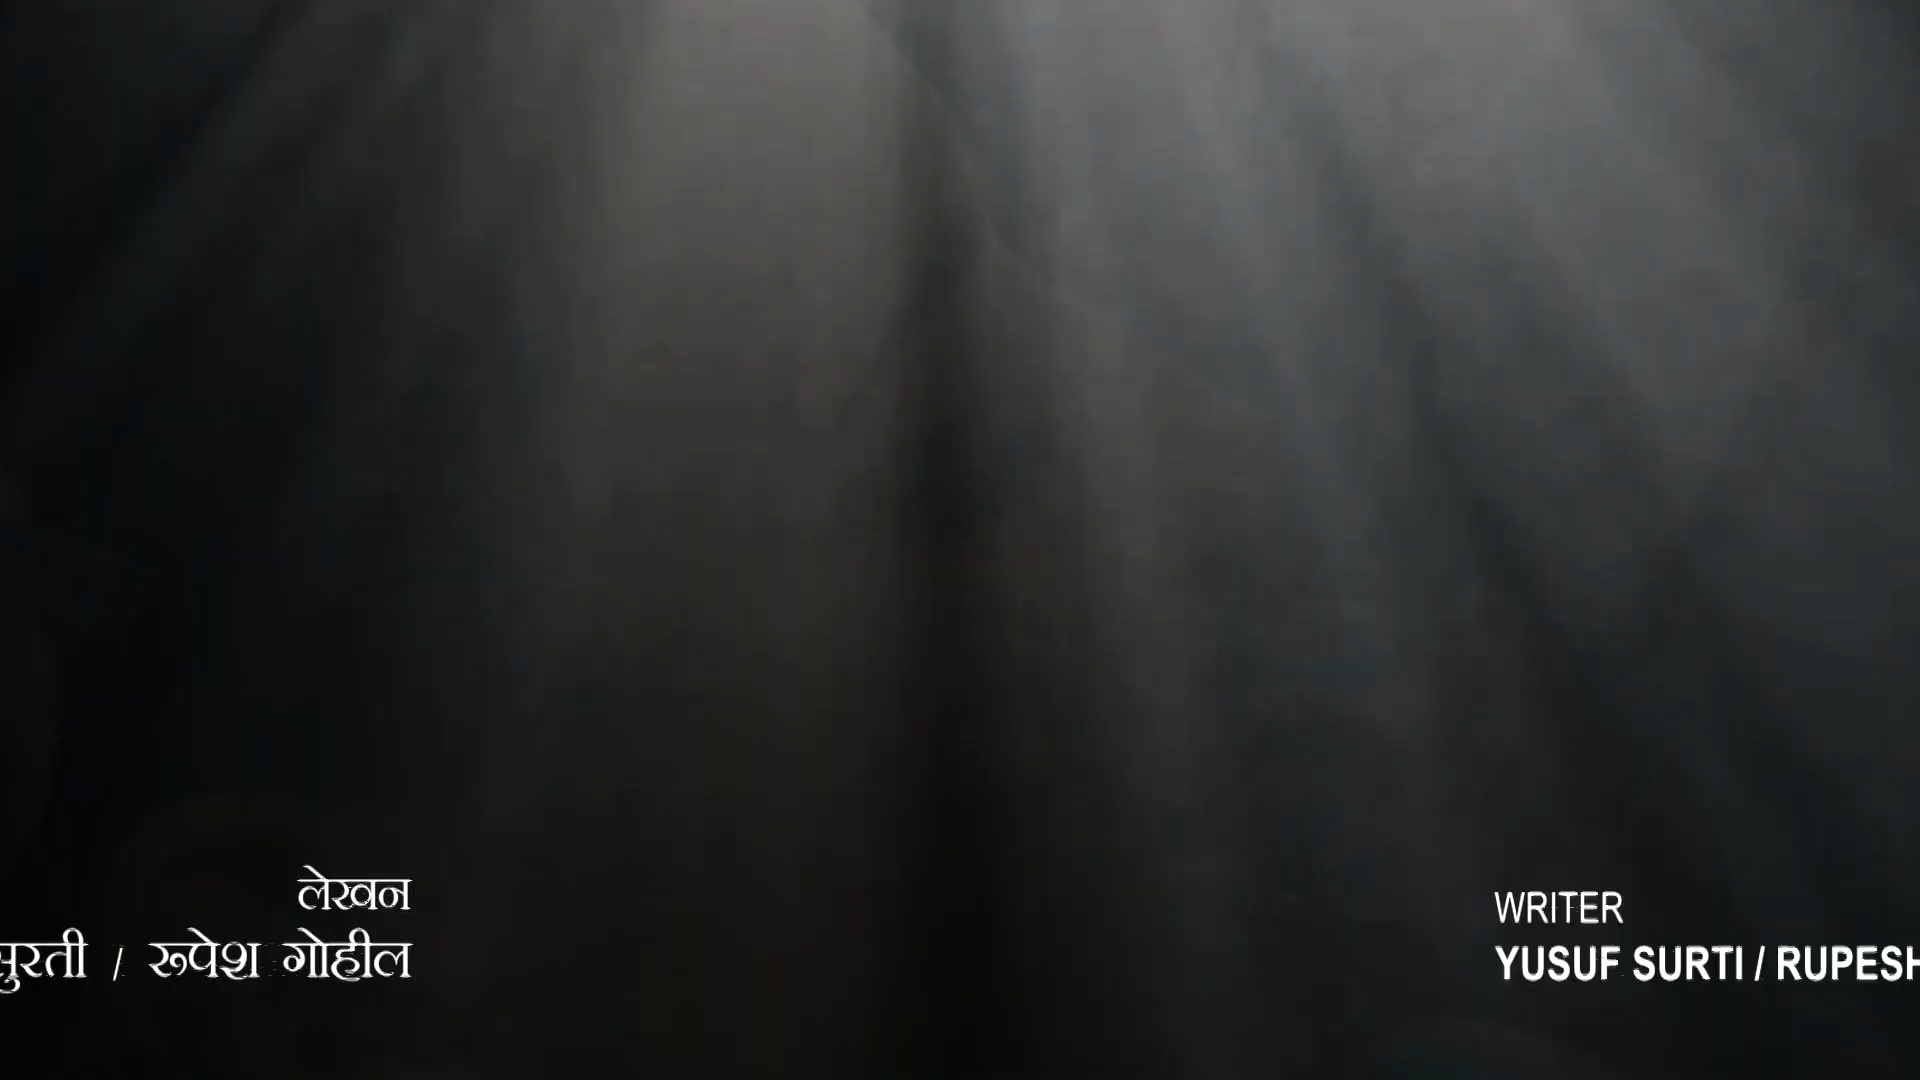 लेखन
सुरती / रूपेश गोहील
WRITER
YUSUF SURTI / RUPESH